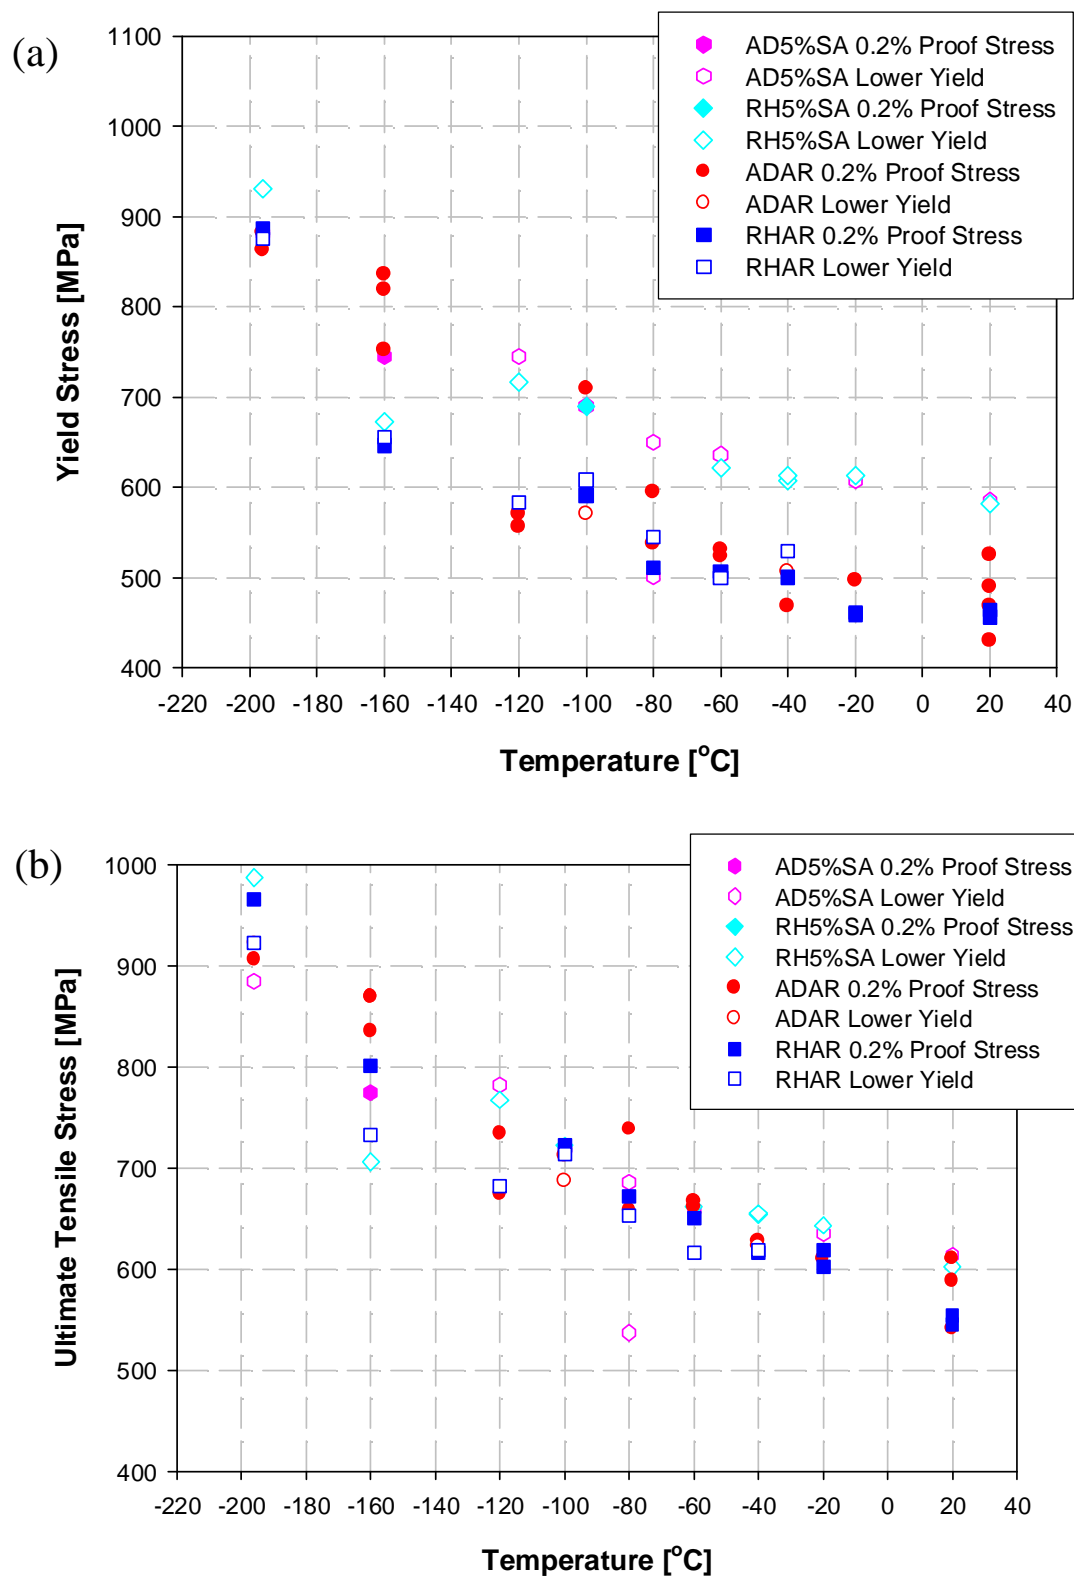 (a)
1100
1000
900
800
700
600
500
400
Yield Stress [MPa]
AD5%SA 0.2% Proof Stress
AD5%SA Lower Yield
RH5%SA 0.2% Proof Stress
RH5%SA Lower Yield
ADAR 0.2% Proof Stress
ADAR Lower Yield
RHAR 0.2% Proof Stress
RHAR Lower Yield
-220 -200 -180 -160 -140 -120 -100 -80 -60 -40 -20 0 20 40
Temperature [°C]
(b)
1000
900
800
700
600
500
400
Ultimate Tensile Stress [MPa]
AD5%SA 0.2% Proof Stress
AD5%SA Lower Yield
RH5%SA 0.2% Proof Stress
RH5%SA Lower Yield
ADAR 0.2% Proof Stress
ADAR Lower Yield
RHAR 0.2% Proof Stress
RHAR Lower Yield
-220 -200 -180 -160 -140 -120 -100 -80 -60 -40 -20 0 20 40
Temperature [°C]